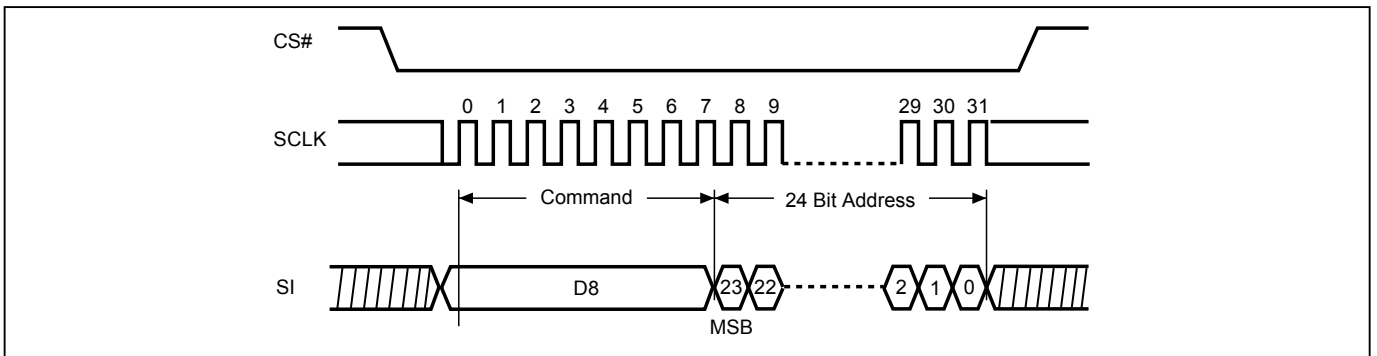 CS#
0 1 2 3 4 5 6 7 8 9 29 30 31
SCLK
Command 24 Bit Address
SI D8 23 22 2 1 0
MSB